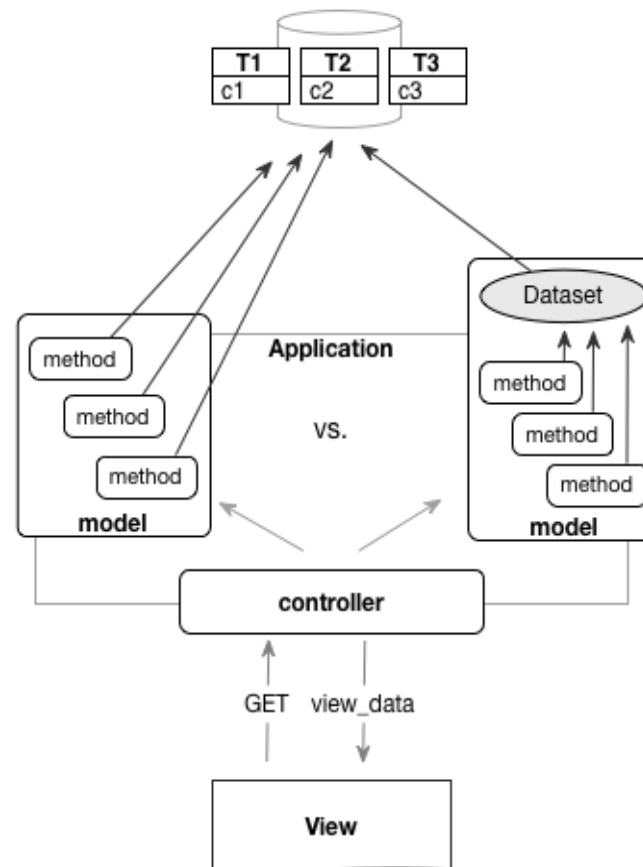 T1 T2 T3
c1 c2 c3
Dataset
Application
method
method
method
vs.
method
method
method
model
model
controller
GET view_data
View